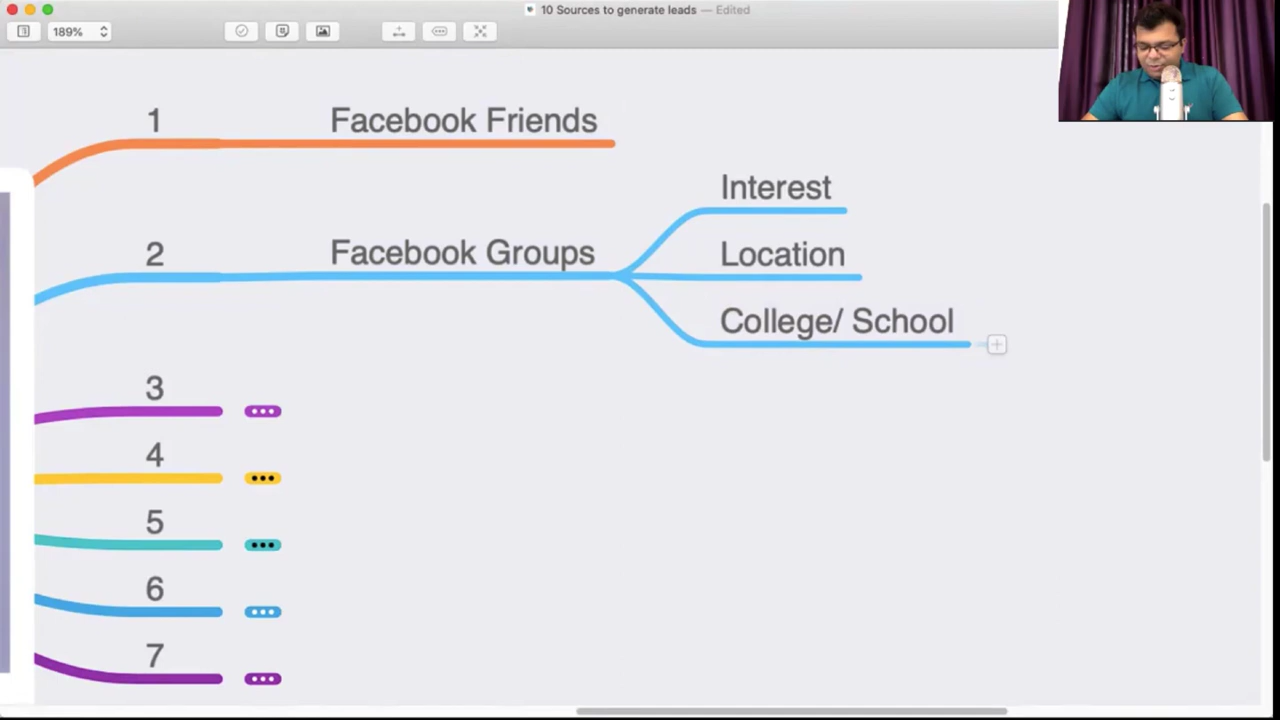 10 Sources to generate leads — Edited
189%
1 Facebook Friends
Interest
2 Facebook Groups Location
College/ School
3
4
5
6
7